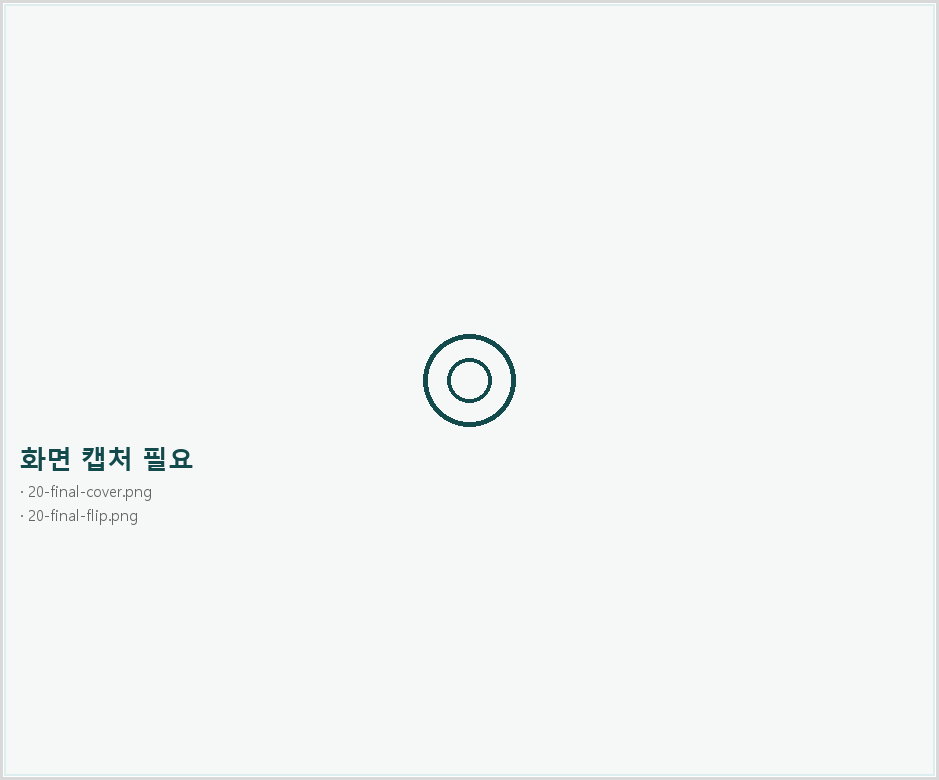 화면 캡처 필요
· 20-final-cover.png
· 20-final-flip.png